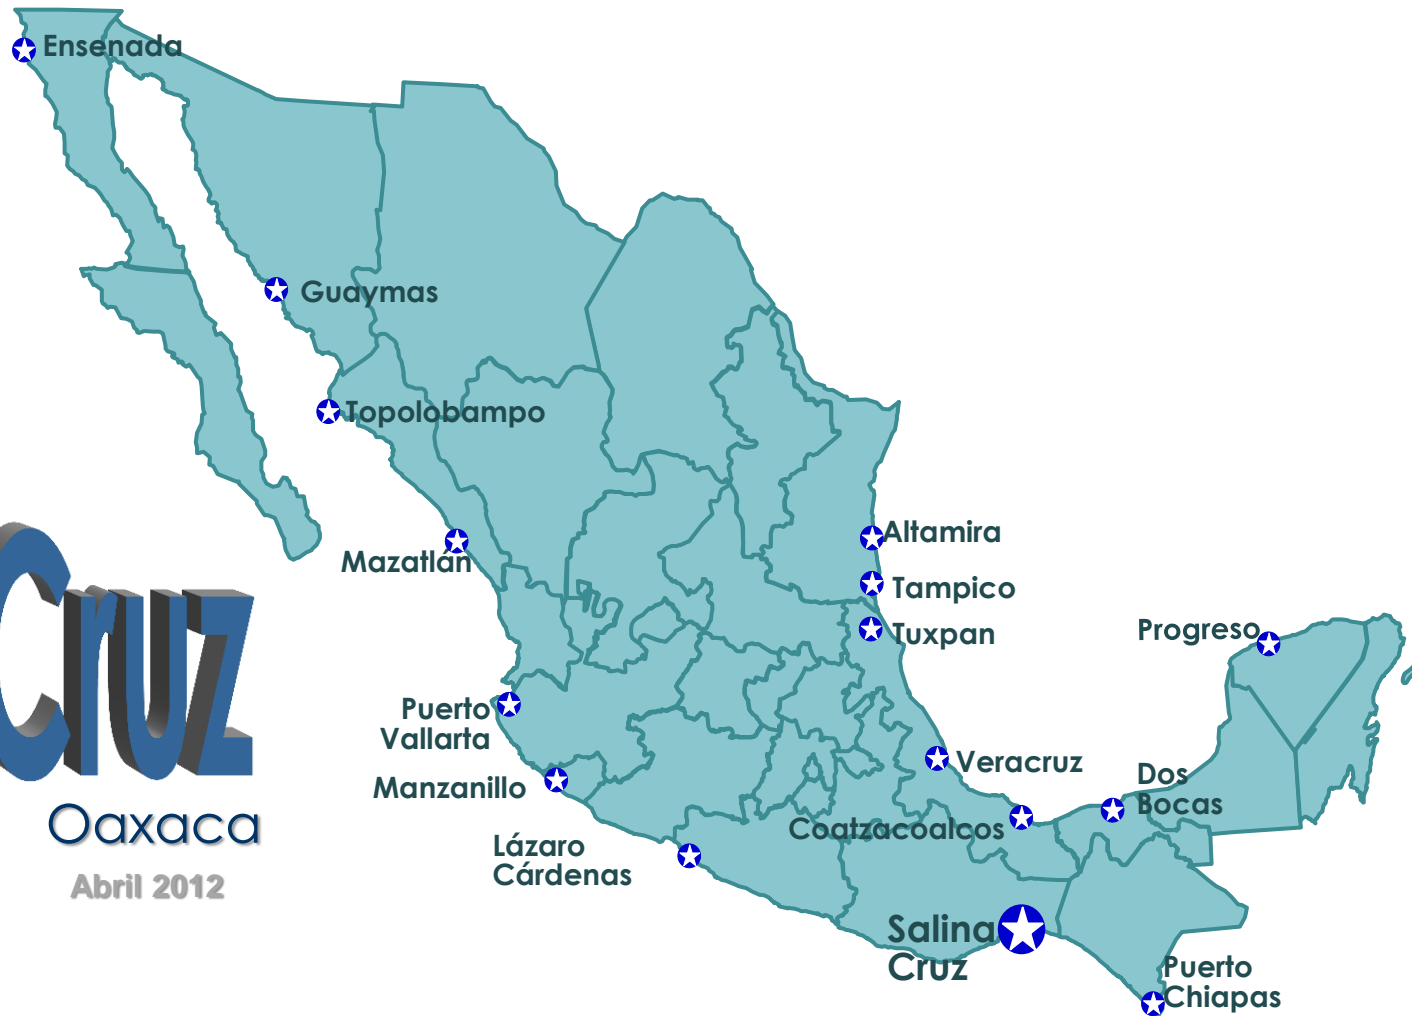 Ensenada
Guaymas
Topolobampo
Mazatlán
Altamira
Tampico
Tuxpan
Progreso
Puerto
Vallarta
Manzanillo
Veracruz
Dos
Bocas
Coatzacoalcos
Lázaro
Cárdenas
Salina
Cruz
Puerto
Chiapas
Cruz
Oaxaca
Abril 2012